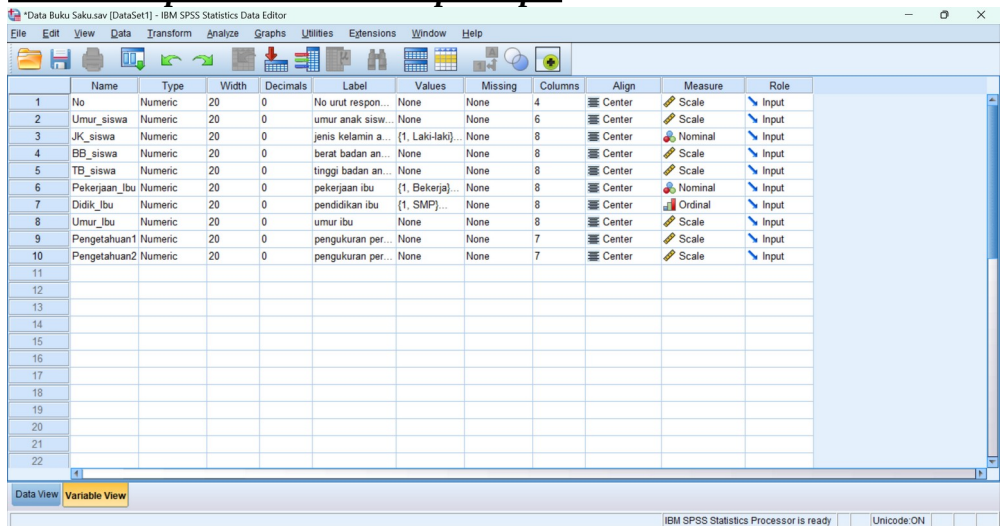 *Data Buku Saku.sav [DataSet1] - IBM SPSS Statistics Data Editor
File Edit View Data Transform Analyze Graphs Utilities Extensions Window Help
Name Type Width Decimals Label Values Missing Columns Align Measure Role
1 No Numeric 20 0 No urut respon... None None 4 Center Scale Input
2 Umur_siswa Numeric 20 0 umur anak sisw... None None 6 Center Scale Input
3 JK_siswa Numeric 20 0 jenis kelamin a... {1, Laki-laki}... None 8 Center Nominal Input
4 BB_siswa Numeric 20 0 berat badan an... None None 8 Center Scale Input
5 TB_siswa Numeric 20 0 tinggi badan an... None None 8 Center Scale Input
6 Pekerjaan_Ibu Numeric 20 0 pekerjaan ibu {1, Bekerja}... None 8 Center Nominal Input
7 Didik_Ibu Numeric 20 0 pendidikan ibu {1, SMP}... None 8 Center Ordinal Input
8 Umur_Ibu Numeric 20 0 umur ibu None None 8 Center Scale Input
9 Pengetahuan1 Numeric 20 0 pengukuran per... None None 7 Center Scale Input
10 Pengetahuan2 Numeric 20 0 pengukuran per... None None 7 Center Scale Input
11
12
13
14
15
16
17
18
19
20
21
22
Data View Variable View
IBM SPSS Statistics Processor is ready Unicode:ON